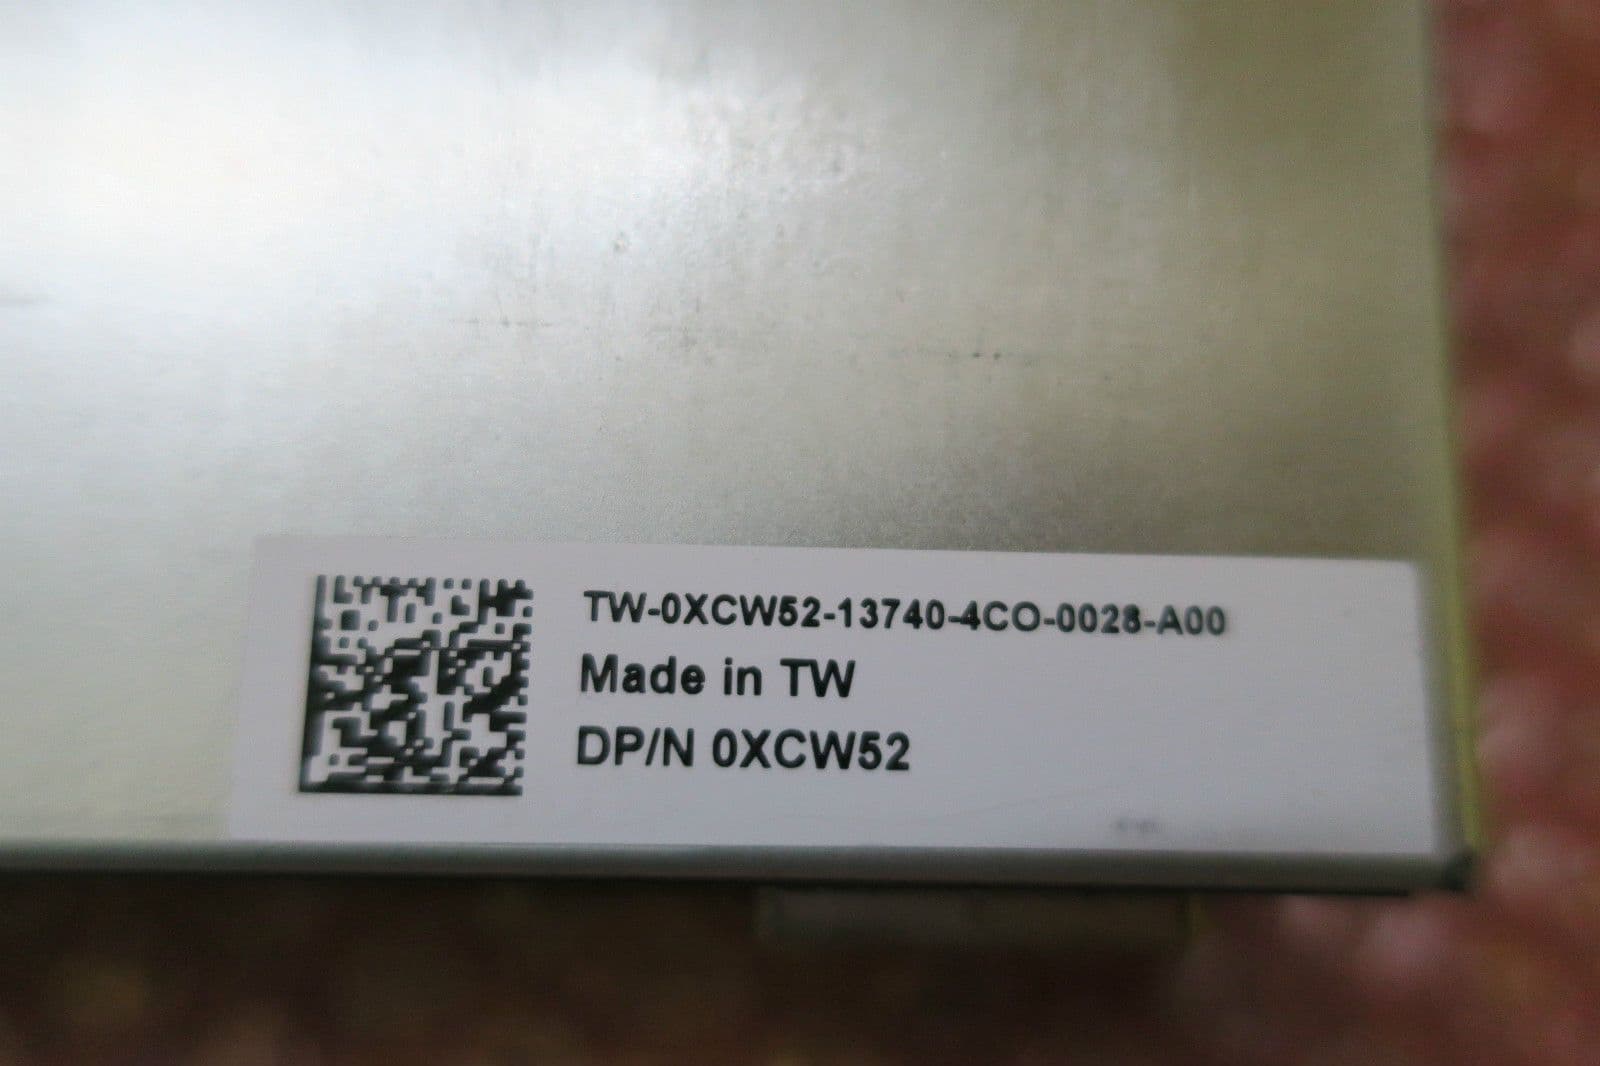 TW-0XCW52-13740-4CO-0028-A00
Made in TW
DP/N 0XCW52